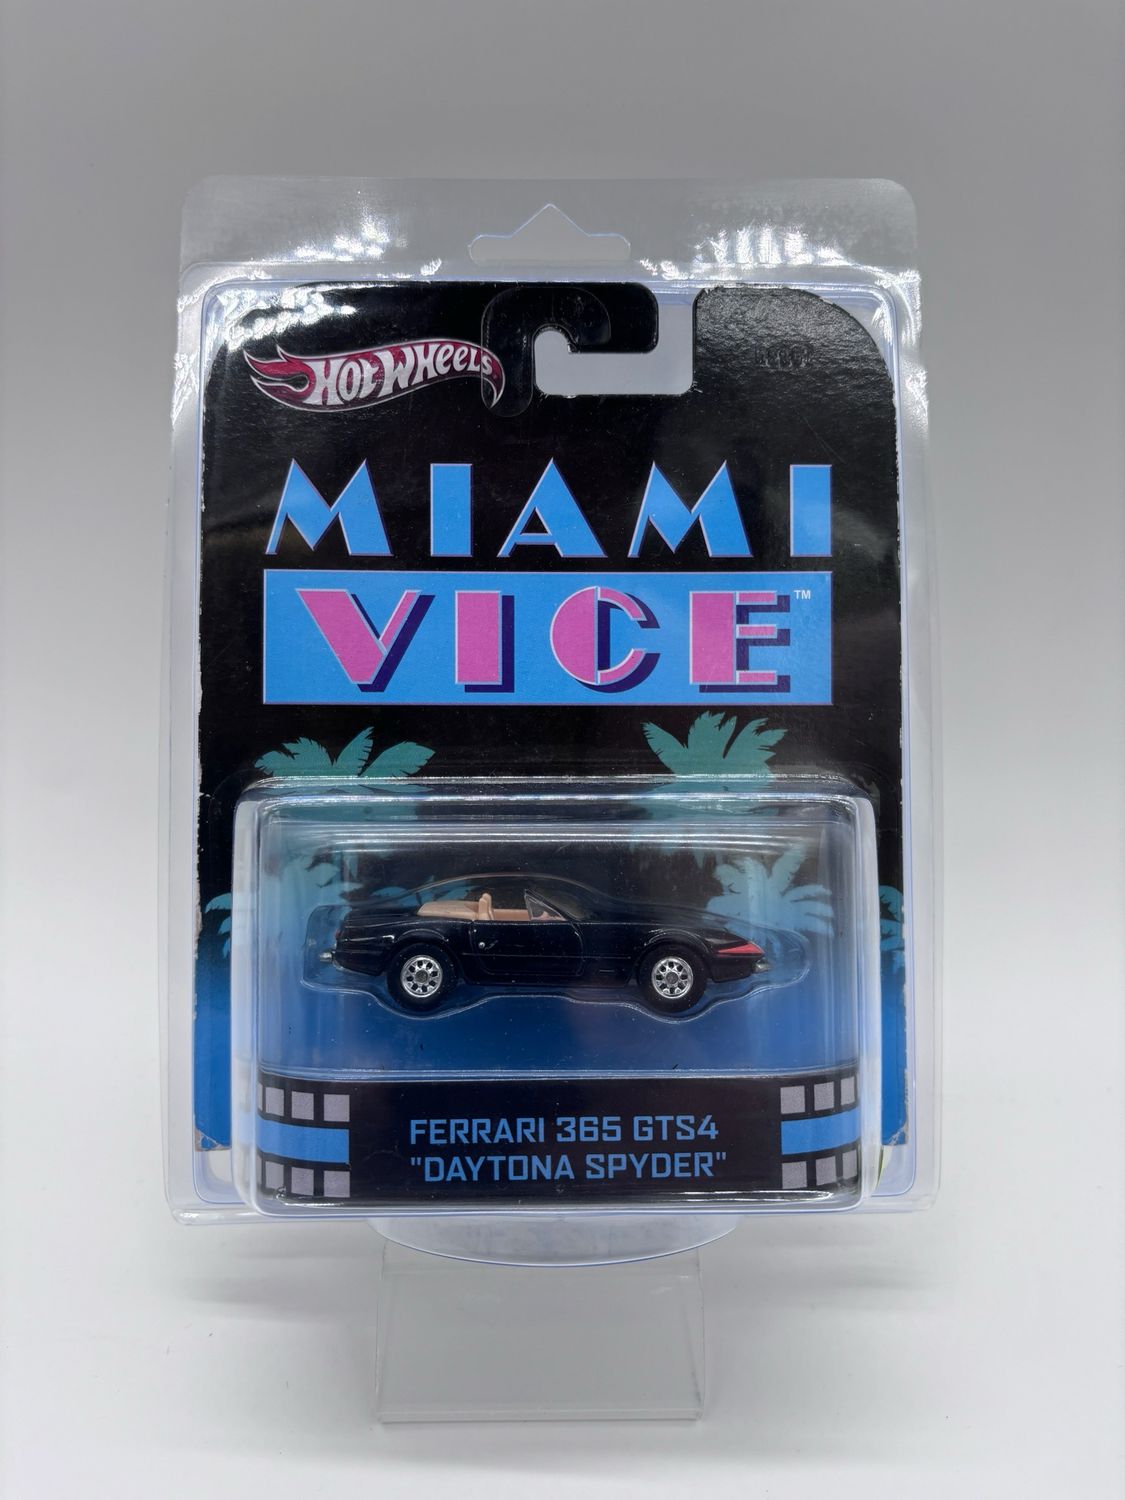 HOT WHEELS
MIAMI
VICE™
FERRARI 365 GTS4
"DAYTONA SPYDER"